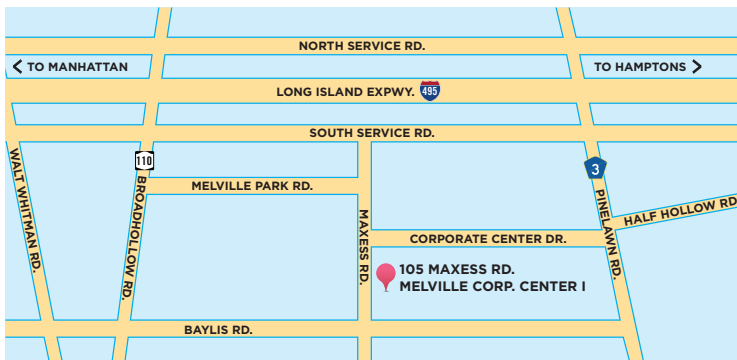 NORTH SERVICE RD.
TO MANHATTAN
TO HAMPTONS
LONG ISLAND EXPWY.
495
SOUTH SERVICE RD.
110
3
MELVILLE PARK RD.
WALT WHITMAN RD.
BROADHOLLOW RD.
MAXESS RD.
PINELAWN RD.
HALF HOLLOW RD
CORPORATE CENTER DR.
105 MAXESS RD.
MELVILLE CORP. CENTER I
BAYLIS RD.